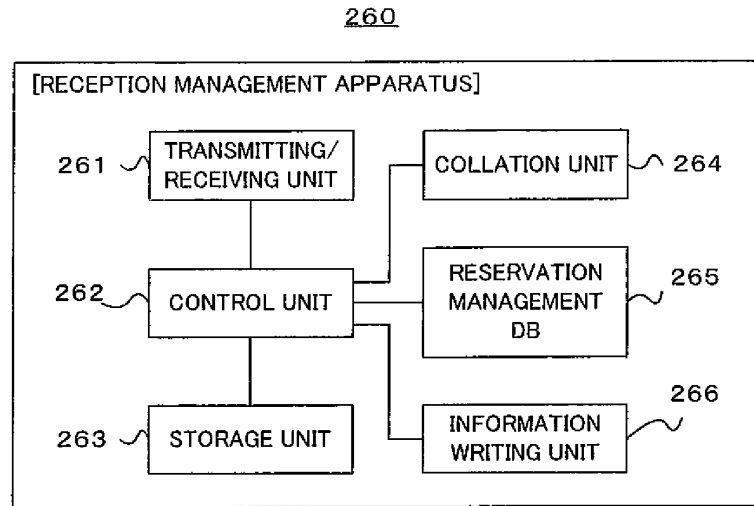 260
[RECEPTION MANAGEMENT APPARATUS]
261
TRANSMITTING/
RECEIVING UNIT
COLLATION UNIT
264
262
CONTROL UNIT
RESERVATION
MANAGEMENT
DB
265
263
STORAGE UNIT
INFORMATION
WRITING UNIT
266